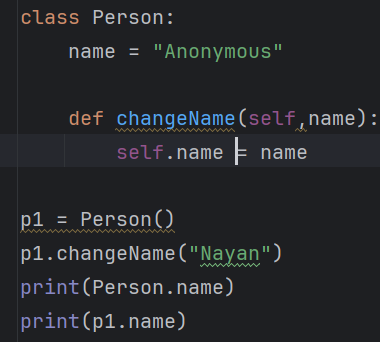 class Person:
    name = "Anonymous"

    def changeName(self,name):
        self.name = name

p1 = Person()
p1.changeName("Nayan")
print(Person.name)
print(p1.name)